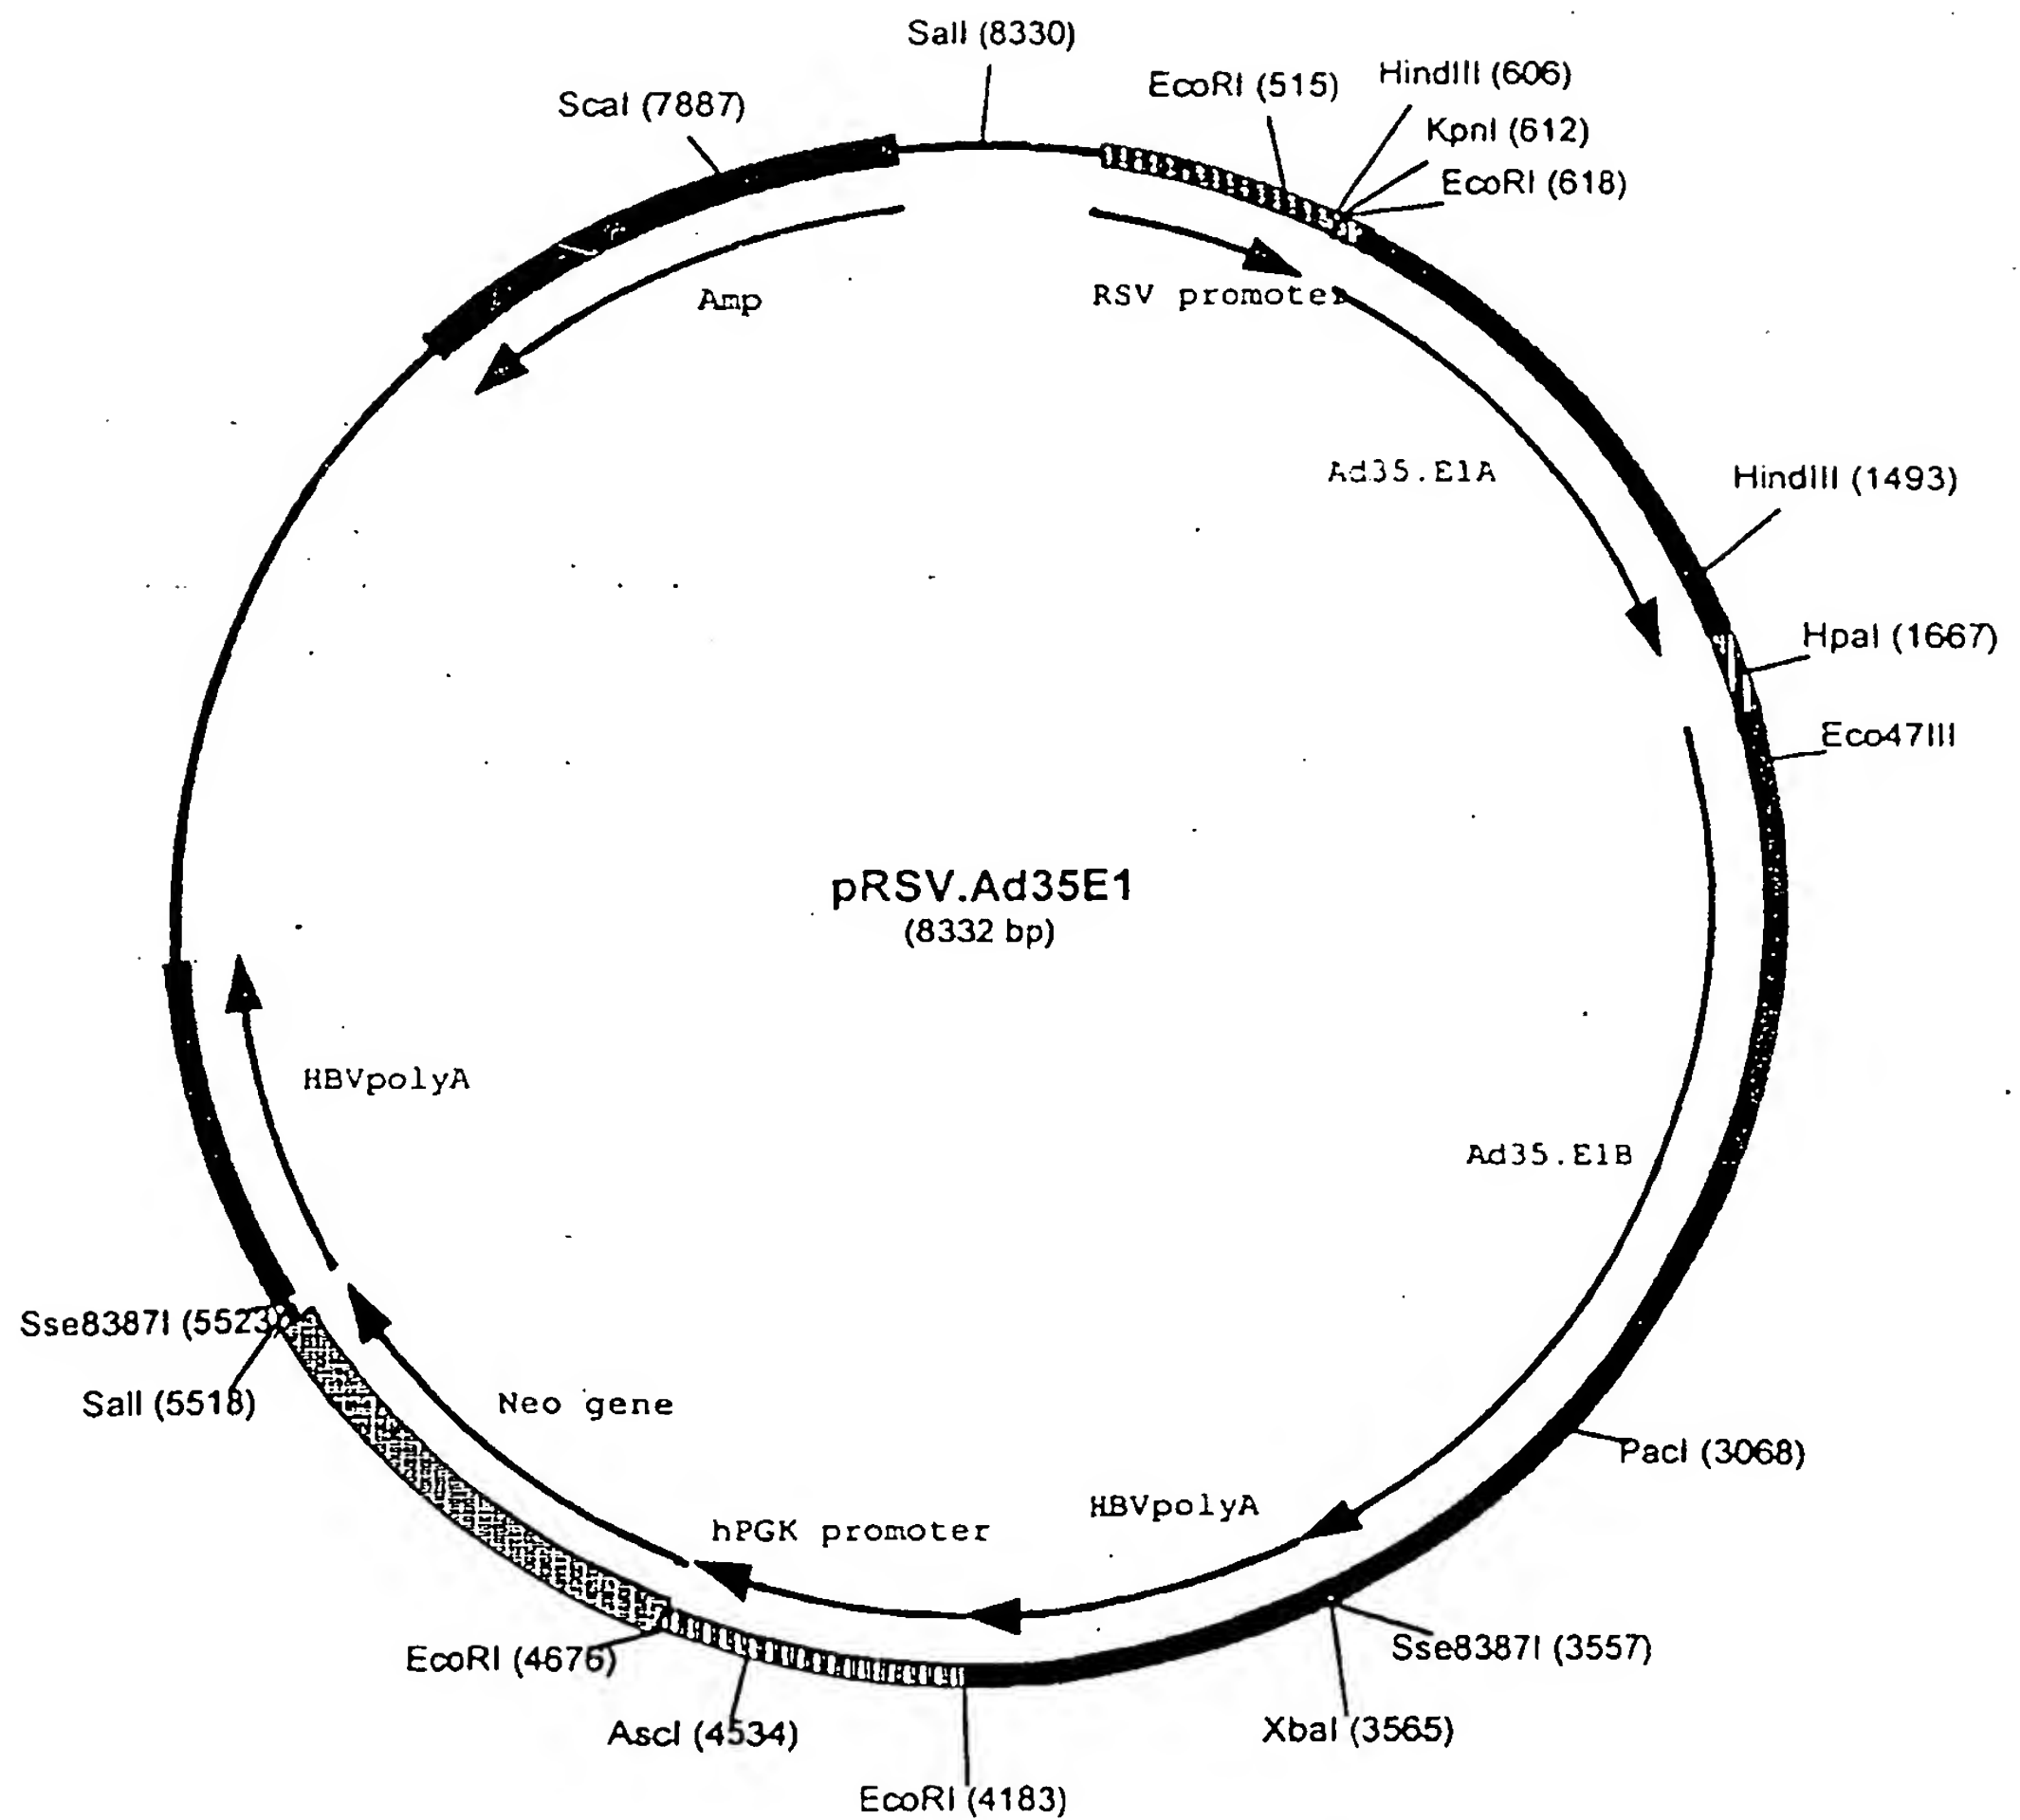 SalI (8330)
ScaI (7887)
EcoRI (515)
HindIII (606)
KpnI (612)
EcoRI (618)
Amp
RSV promoter
Ad35.E1A
HindIII (1493)
HpaI (1667)
Eco47III
pRSV.Ad35E1
(8332 bp)
HBVpolyA
Ad35.E1B
Sse8387I (5523)
SalI (5518)
Neo gene
PacI (3068)
HBVpolyA
hPGK promoter
Sse8387I (3557)
EcoRI (4676)
AscI (4534)
XbaI (3565)
EcoRI (4183)